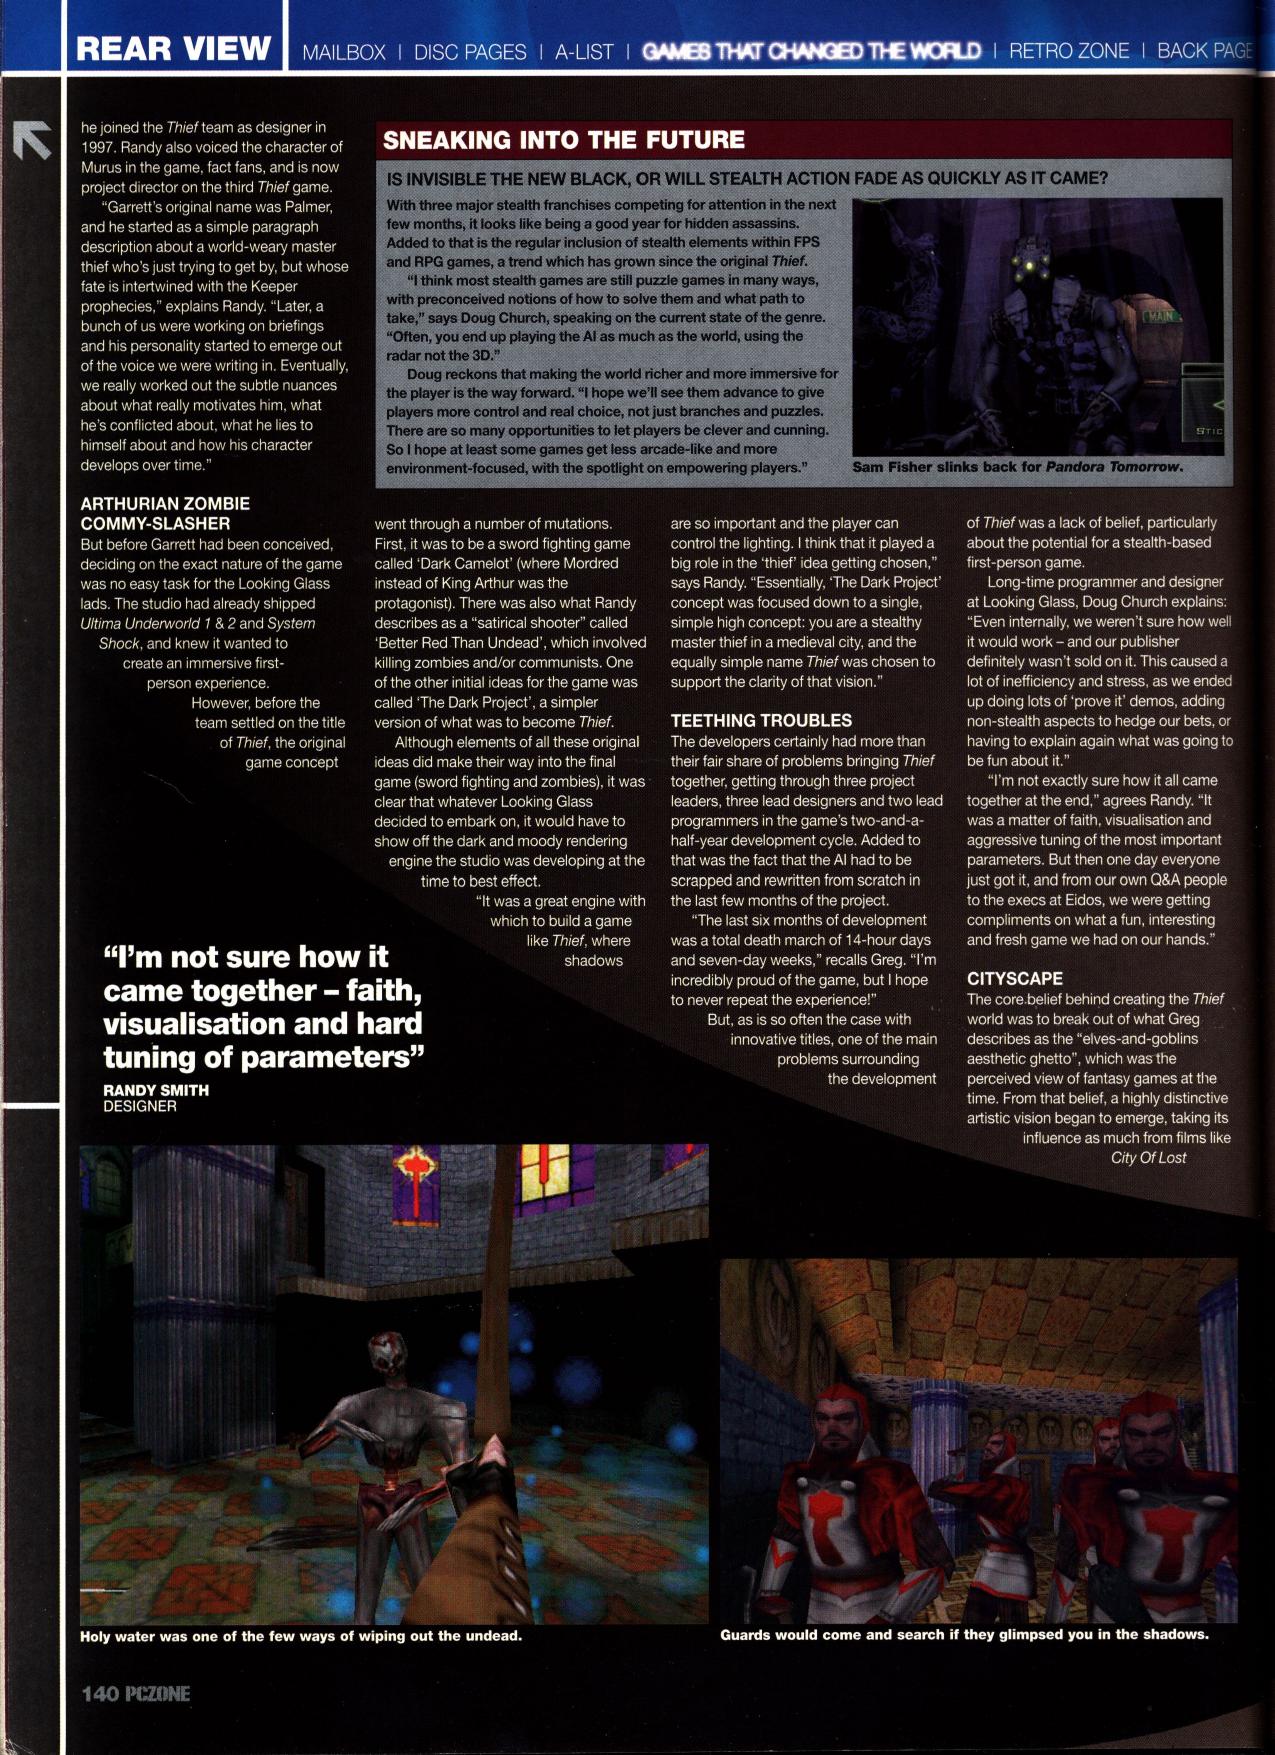 REAR VIEW
MAILBOX | DISC PAGES | A-LIST | GAMES THAT CHANGED THE WORLD | RETRO ZONE | BACK PAGE
he joined the Thief team as designer in
1997. Randy also voiced the character of
Murus in the game, fact fans, and is now
project director on the third Thief game.
“Garrett’s original name was Palmer,
and he started as a simple paragraph
description about a world-weary master
thief who’s just trying to get by, but whose
fate is intertwined with the Keeper
prophecies,” explains Randy. “Later, a
bunch of us were working on briefings
and his personality started to emerge out
of the voice we were writing in. Eventually,
we really worked out the subtle nuances
about what really motivates him, what
he’s conflicted about, what he lies to
himself about and how his character
develops over time.”
ARTHURIAN ZOMBIE
COMMY-SLASHER
But before Garrett had been conceived,
deciding on the exact nature of the game
was no easy task for the Looking Glass
lads. The studio had already shipped
Ultima Underworld 1 & 2 and System
Shock, and knew it wanted to
create an immersive first-
person experience.
However, before the
team settled on the title
of Thief, the original
game concept
SNEAKING INTO THE FUTURE
IS INVISIBLE THE NEW BLACK, OR WILL STEALTH ACTION FADE AS QUICKLY AS IT CAME?
With three major stealth franchises competing for attention in the next
few months, it looks like being a good year for hidden assassins.
Added to that is the regular inclusion of stealth elements within FPS
and RPG games, a trend which has grown since the original Thief.
“I think most stealth games are still puzzle games in many ways,
with preconceived notions of how to solve them and what path to
take,” says Doug Church, speaking on the current state of the genre.
“Often, you end up playing the AI as much as the world, using the
radar not the 3D.”
Doug reckons that making the world richer and more immersive for
the player is the way forward. “I hope we’ll see them advance to give
players more control and real choice, not just branches and puzzles.
There are so many opportunities to let players be clever and cunning.
So I hope at least some games get less arcade-like and more
environment-focused, with the spotlight on empowering players.”
MAIN
STIC
Sam Fisher slinks back for Pandora Tomorrow.
went through a number of mutations.
First, it was to be a sword fighting game
called ‘Dark Camelot’ (where Mordred
instead of King Arthur was the
protagonist). There was also what Randy
describes as a “satirical shooter” called
‘Better Red Than Undead’, which involved
killing zombies and/or communists. One
of the other initial ideas for the game was
called ‘The Dark Project’, a simpler
version of what was to become Thief.
Although elements of all these original
ideas did make their way into the final
game (sword fighting and zombies), it was
clear that whatever Looking Glass
decided to embark on, it would have to
show off the dark and moody rendering
engine the studio was developing at the
time to best effect.
“It was a great engine with
which to build a game
like Thief, where
shadows
are so important and the player can
control the lighting. I think that it played a
big role in the ‘thief’ idea getting chosen,”
says Randy. “Essentially, ‘The Dark Project’
concept was focused down to a single,
simple high concept: you are a stealthy
master thief in a medieval city, and the
equally simple name Thief was chosen to
support the clarity of that vision.”
TEETHING TROUBLES
The developers certainly had more than
their fair share of problems bringing Thief
together, getting through three project
leaders, three lead designers and two lead
programmers in the game’s two-and-a-
half-year development cycle. Added to
that was the fact that the AI had to be
scrapped and rewritten from scratch in
the last few months of the project.
“The last six months of development
was a total death march of 14-hour days
and seven-day weeks,” recalls Greg. “I’m
incredibly proud of the game, but I hope
to never repeat the experience!”
But, as is so often the case with
innovative titles, one of the main
problems surrounding
the development
of Thief was a lack of belief, particularly
about the potential for a stealth-based
first-person game.
Long-time programmer and designer
at Looking Glass, Doug Church explains:
“Even internally, we weren’t sure how well
it would work – and our publisher
definitely wasn’t sold on it. This caused a
lot of inefficiency and stress, as we ended
up doing lots of ‘prove it’ demos, adding
non-stealth aspects to hedge our bets, or
having to explain again what was going to
be fun about it.”
“I’m not exactly sure how it all came
together at the end,” agrees Randy. “It
was a matter of faith, visualisation and
aggressive tuning of the most important
parameters. But then one day everyone
just got it, and from our own Q&A people
to the execs at Eidos, we were getting
compliments on what a fun, interesting
and fresh game we had on our hands.”
CITYSCAPE
The core belief behind creating the Thief
world was to break out of what Greg
describes as the “elves-and-goblins
aesthetic ghetto”, which was the
perceived view of fantasy games at the
time. From that belief, a highly distinctive
artistic vision began to emerge, taking its
influence as much from films like
City Of Lost
“I’m not sure how it
came together – faith,
visualisation and hard
tuning of parameters”
RANDY SMITH
DESIGNER
Holy water was one of the few ways of wiping out the undead.
Guards would come and search if they glimpsed you in the shadows.
140 PCZONE